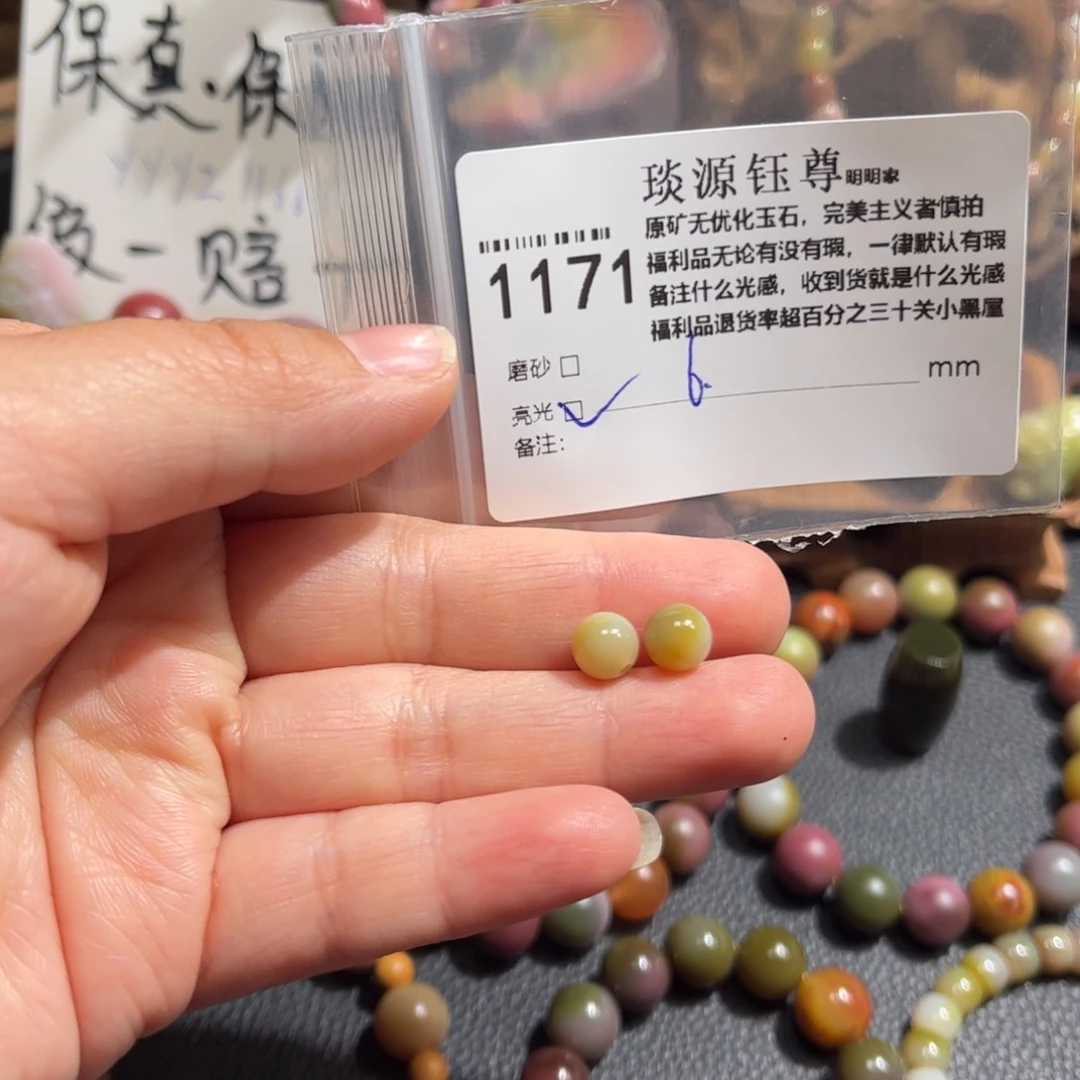 保真·保
假一赔
琰源钰尊明明家
原矿无优化玉石，完美主义者慎拍
1171
福利品无论有没有瑕，一律默认有瑕
备注什么光感，收到货就是什么光感
福利品退货率超百分之三十关小黑屋
磨砂 □
6. mm
亮光 □✓
备注：